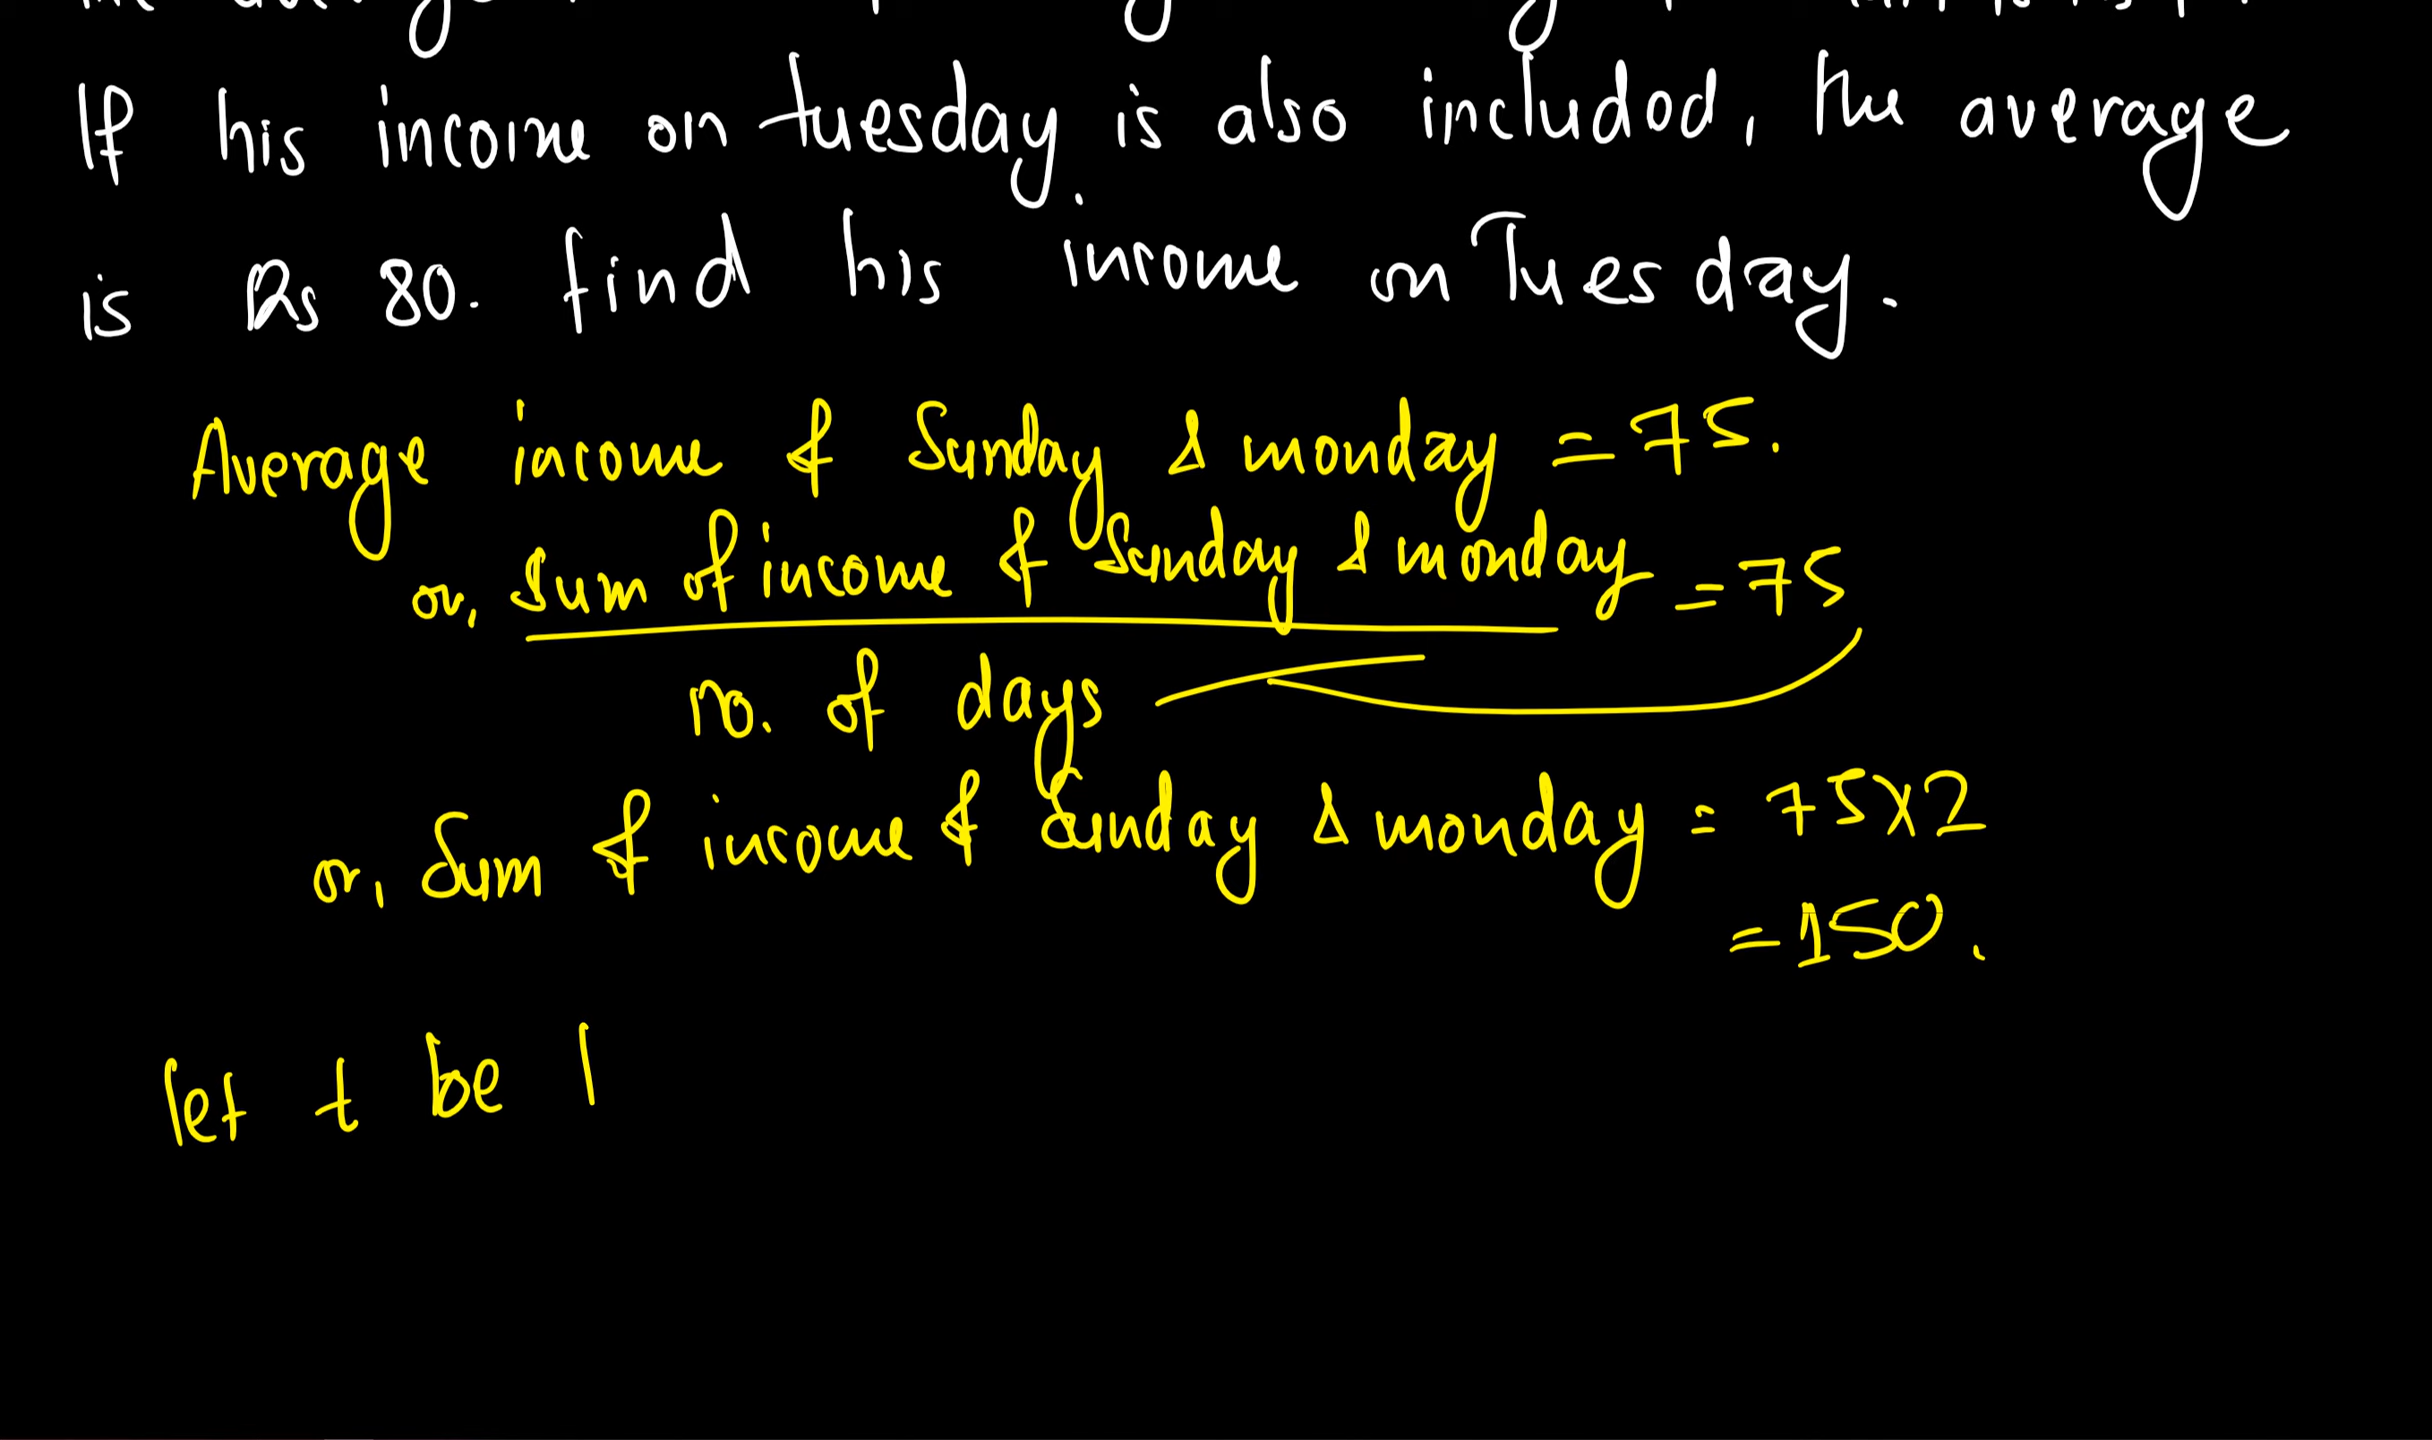 If his income on tuesday is also included, the average
is Rs 80. find his income on Tuesday.
Average income of Sunday & monday = 75.
or, Sum of income of Sunday & monday = 75
no. of days
or, Sum of income of Sunday & monday = 75x2
= 150.
let t be